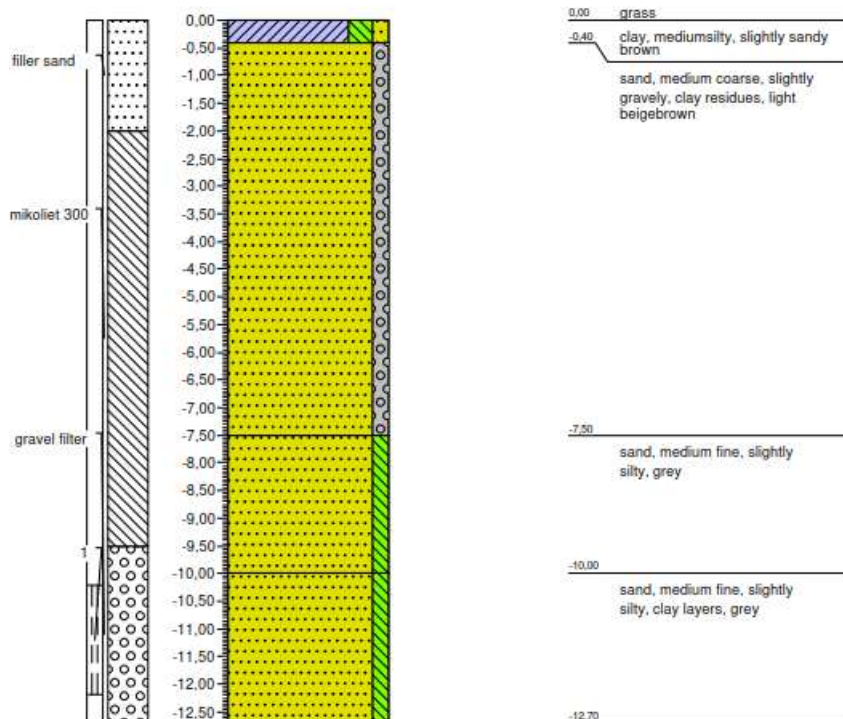 0,00
-0,50
-1,00
-1,50
-2,00
-2,50
-3,00
-3,50
-4,00
-4,50
-5,00
-5,50
-6,00
-6,50
-7,00
-7,50
-8,00
-8,50
-9,00
-9,50
-10,00
-10,50
-11,00
-11,50
-12,00
-12,50
filler sand
mikoliet 300
gravel filter
1
0,00
grass
-0,40
clay, mediumsilty, slightly sandy
brown
sand, medium coarse, slightly
gravely, clay residues, light
beigebrown
-7,50
sand, medium fine, slightly
silty, grey
-10,00
sand, medium fine, slightly
silty, clay layers, grey
-12,70